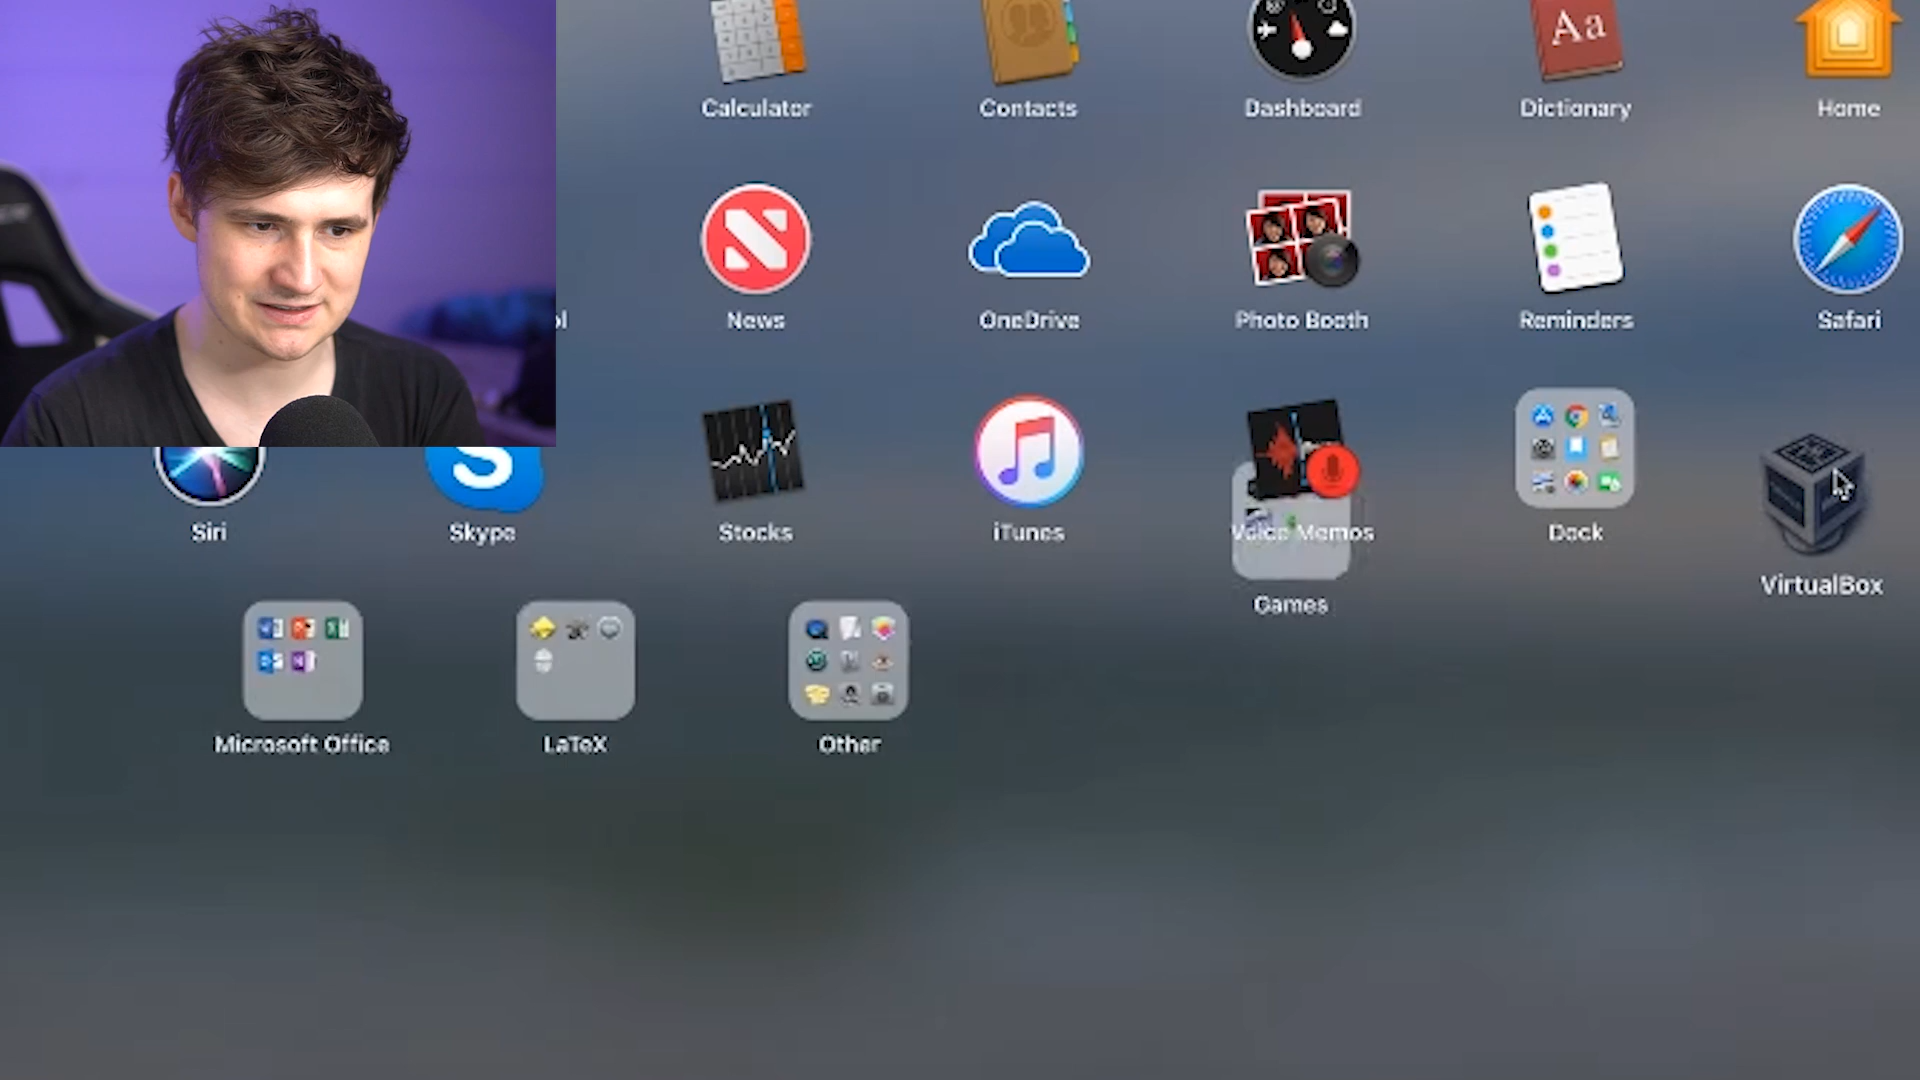 Calculator
Contacts
Dashboard
Aa
Dictionary
Home
News
OneDrive
Photo Booth
Reminders
Safari
Siri
Skype
Stocks
iTunes
Voice Memos
Dock
VirtualBox
Games
Microsoft Office
LaTeX
Other